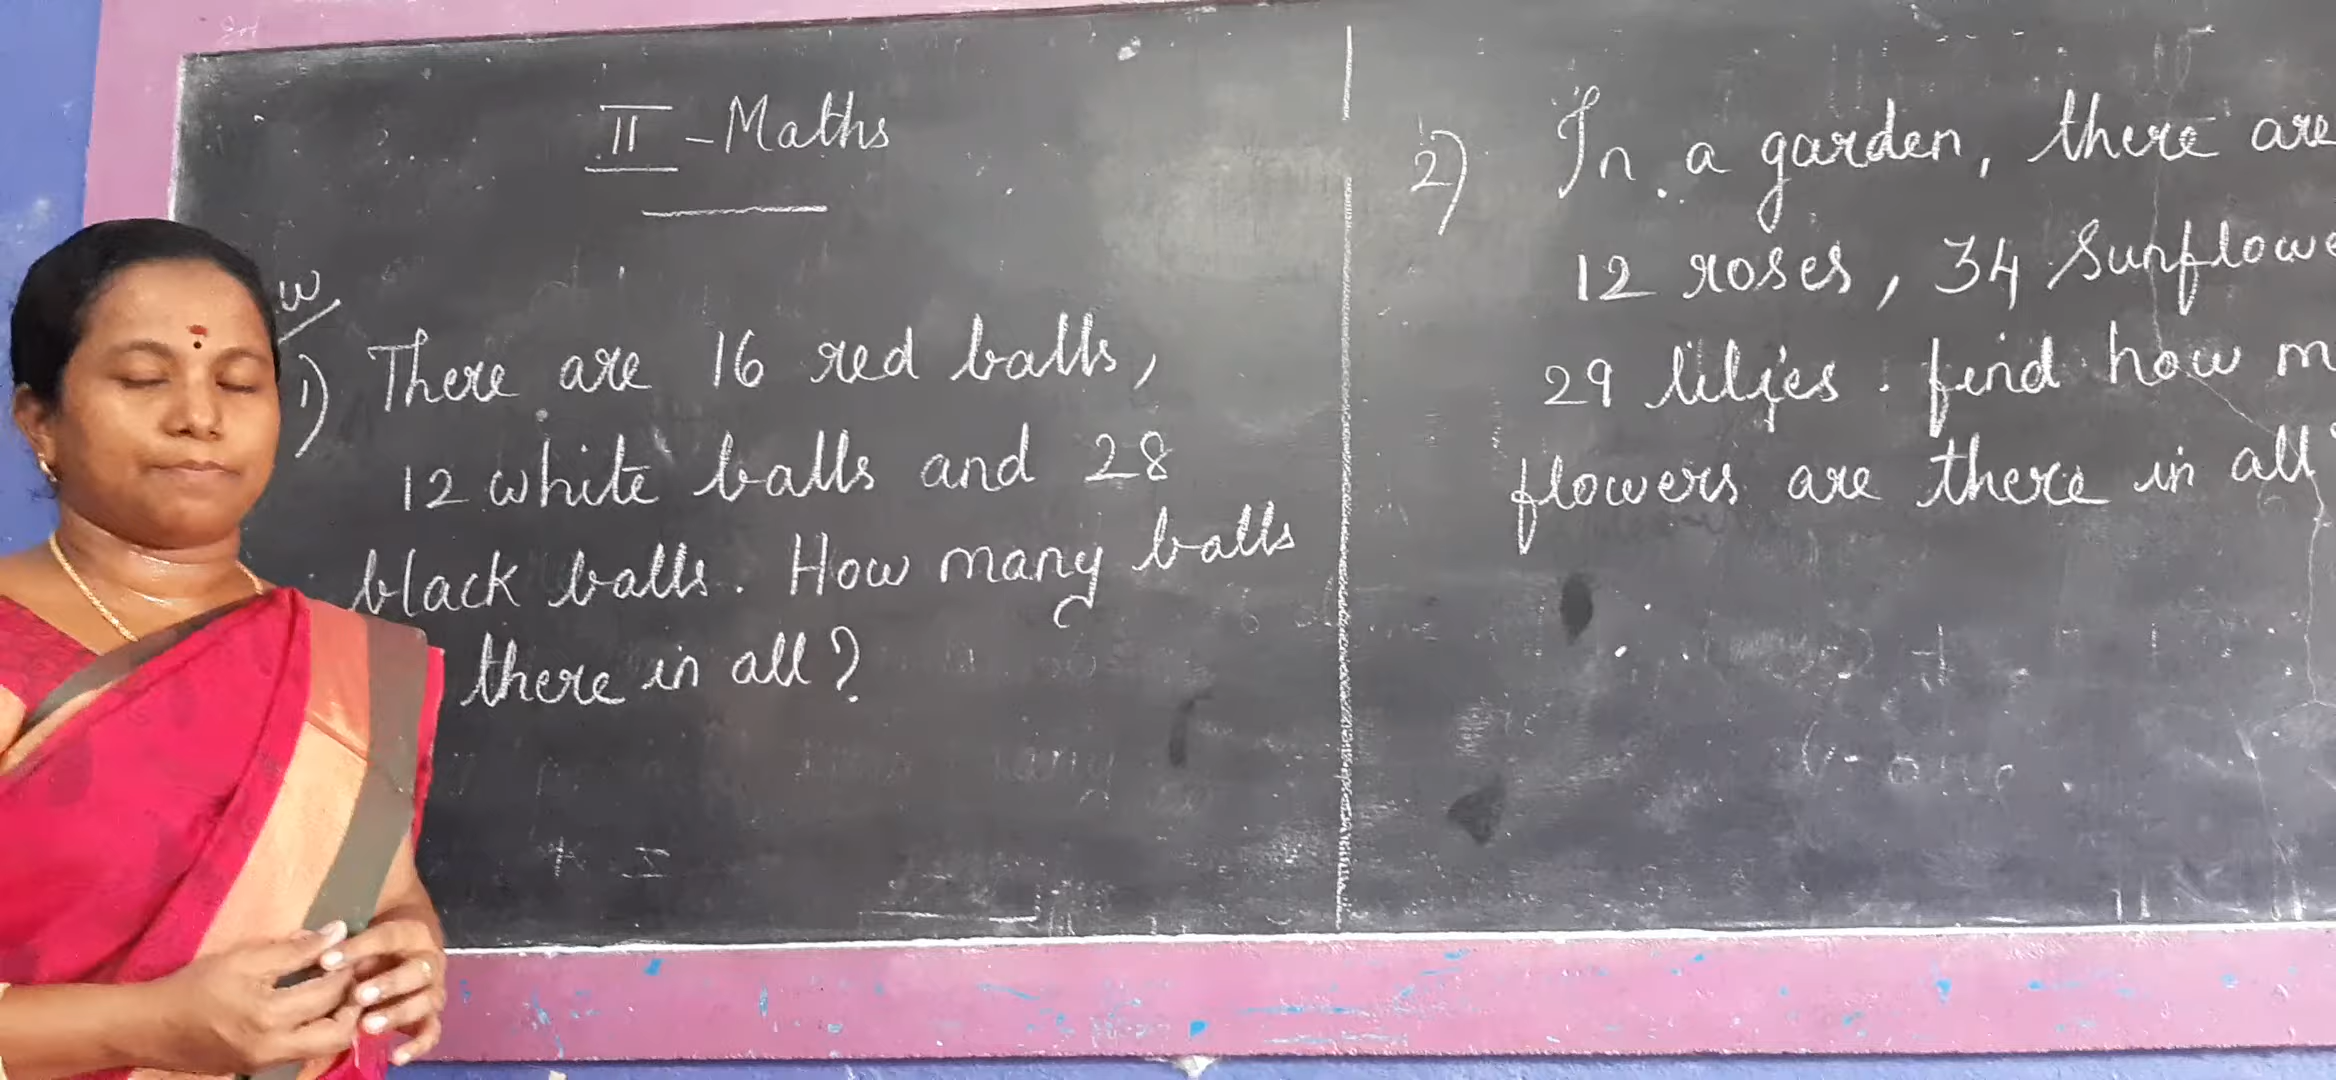 II - Maths
W
1) There are 16 red balls,
12 white balls and 28
black balls. How many balls
there in all?
2) In a garden, there are
12 roses, 34 Sunflowe
29 lilies. find how m
flowers are there in all